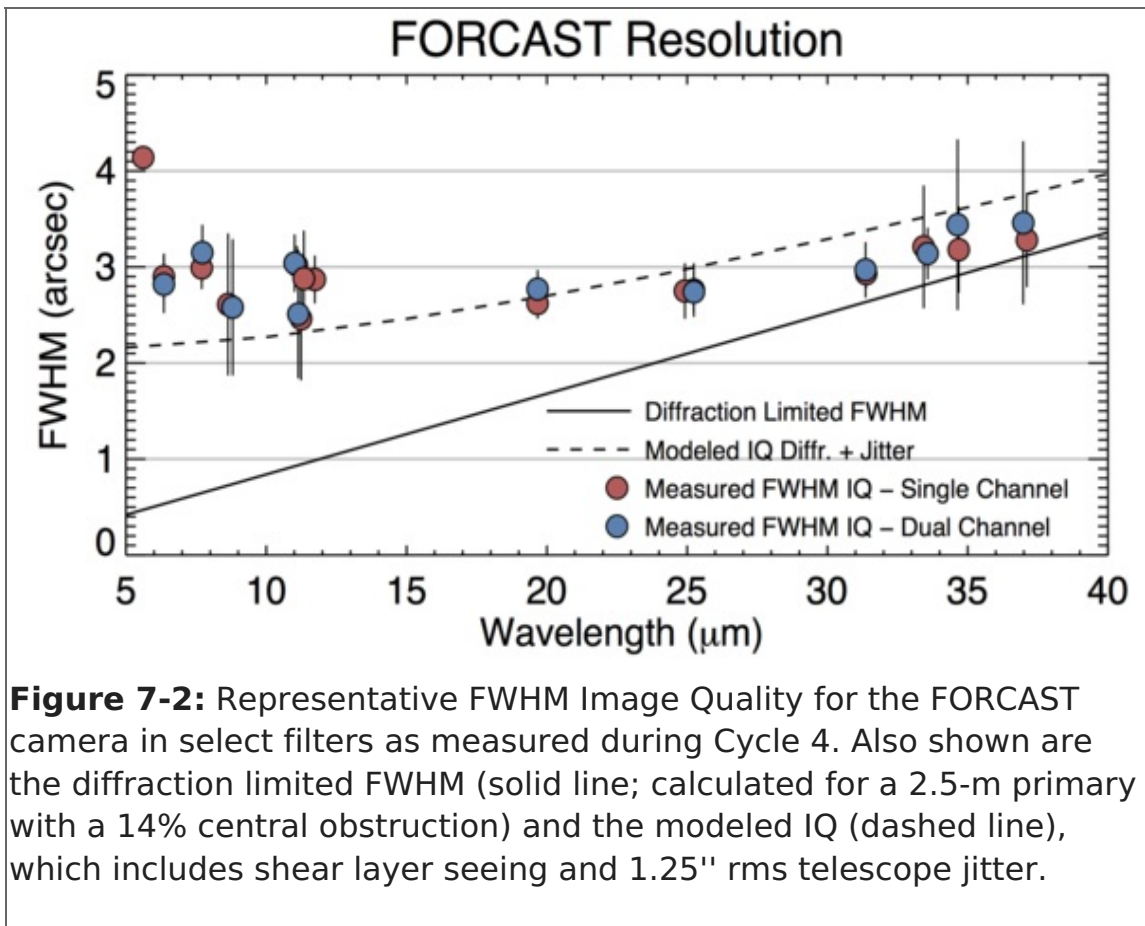 FORCAST Resolution
5
4
3
2
1
0
FWHM (arcsec)
Diffraction Limited FWHM
Modeled IQ Diffr. + Jitter
Measured FWHM IQ – Single Channel
Measured FWHM IQ – Dual Channel
5 10 15 20 25 30 35 40
Wavelength (μm)
Figure 7-2: Representative FWHM Image Quality for the FORCAST
camera in select filters as measured during Cycle 4. Also shown are
the diffraction limited FWHM (solid line; calculated for a 2.5-m primary
with a 14% central obstruction) and the modeled IQ (dashed line),
which includes shear layer seeing and 1.25'' rms telescope jitter.